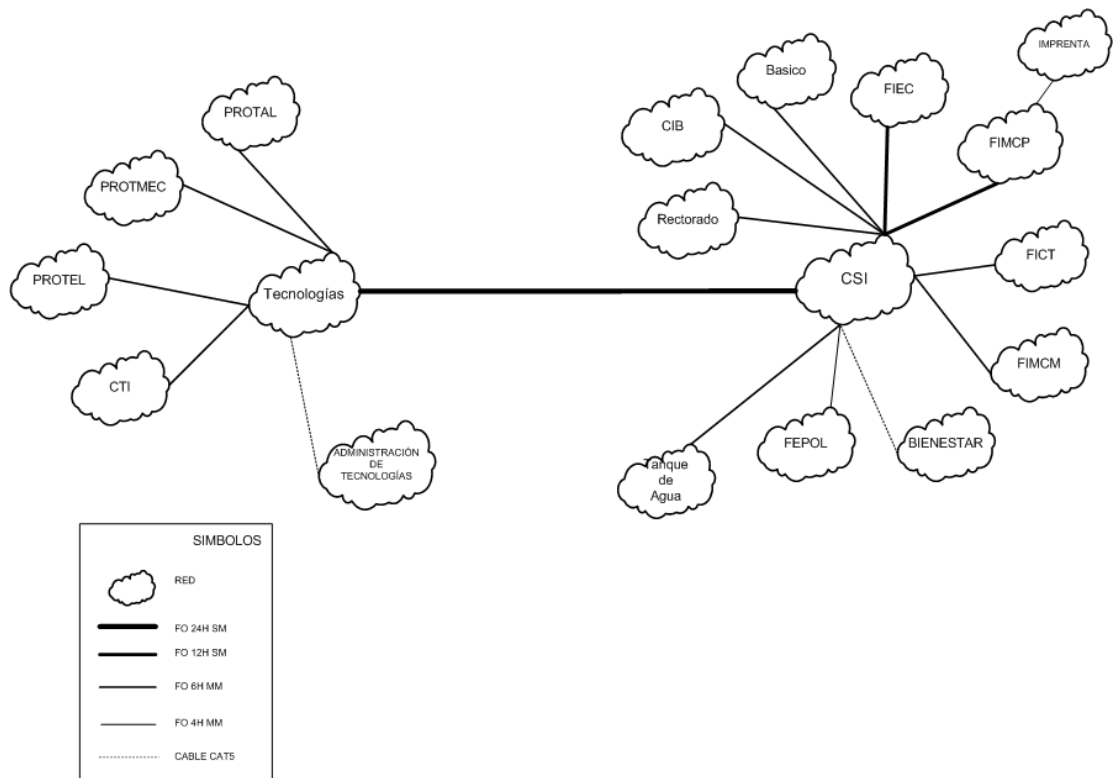 IMPRENTA
Basico
FIEC
PROTAL
CIB
FIMCP
PROTMEC
Rectorado
FICT
PROTEL
Tecnologías
CSI
FIMCM
CTI
FEPOL
BIENESTAR
ADMINISTRACIÓN
DE
TECNOLOGÍAS
Tanque
de
Agua
SIMBOLOS
RED
FO 24H SM
FO 12H SM
FO 6H MM
FO 4H MM
CABLE CAT5